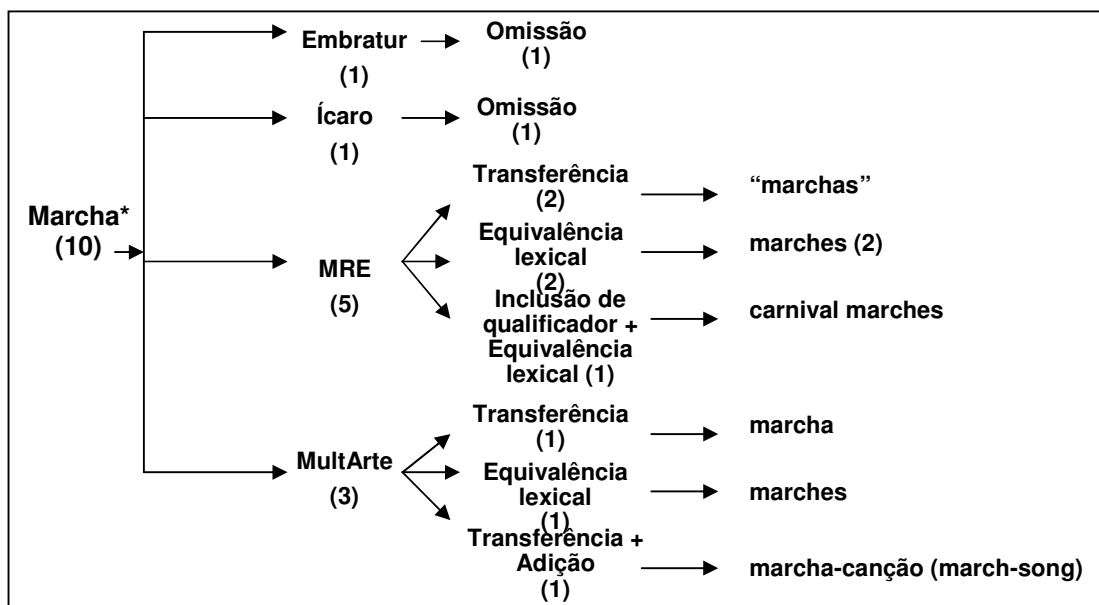 Marcha*
(10)
Embratur
(1)
Omissão
(1)
Ícaro
(1)
Omissão
(1)
MRE
(5)
Transferência
(2)
“marchas”
Equivalência
lexical
(2)
marches (2)
Inclusão de
qualificador +
Equivalência
lexical (1)
carnival marches
MultArte
(3)
Transferência
(1)
marcha
Equivalência
lexical
(1)
marches
Transferência +
Adição
(1)
marcha-canção (march-song)